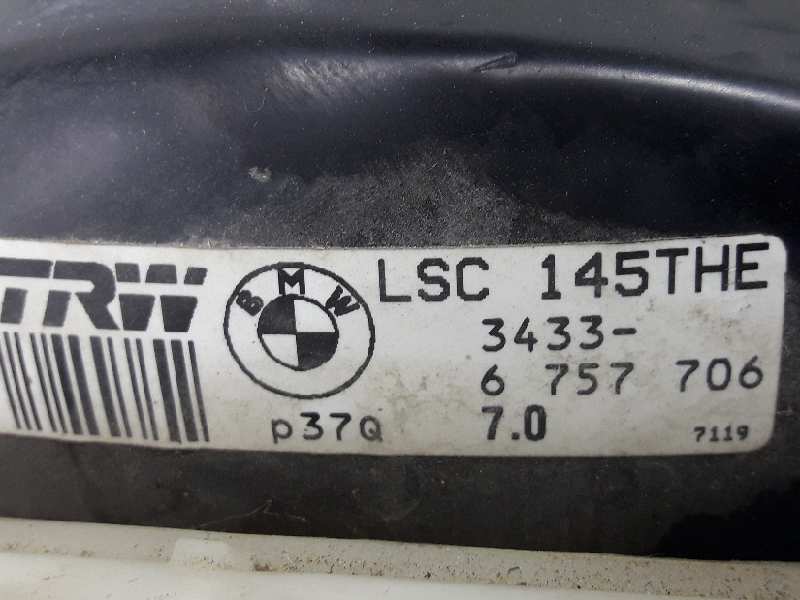 TRW
BMW
LSC 145THE
3433-
6 757 706
p37Q
7.0
7119